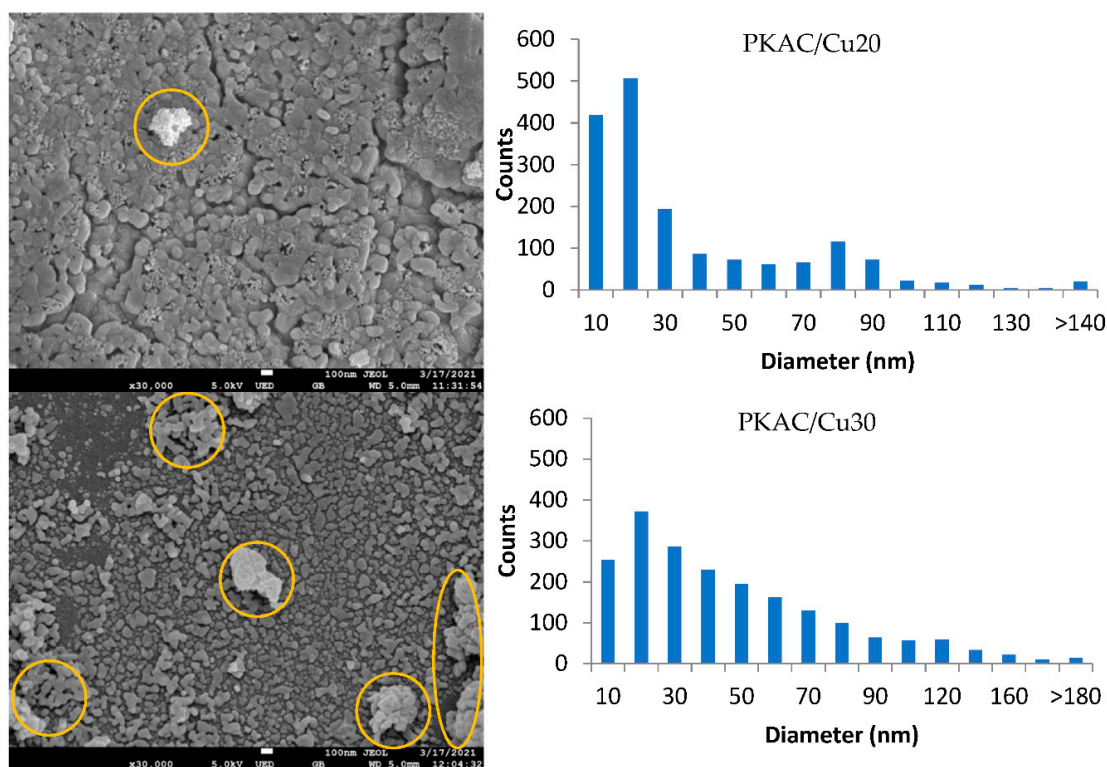 PKAC/Cu20
600
500
400
300
200
100
0
Counts
10 30 50 70 90 110 130 >140
Diameter (nm)
100nm JEOL 3/17/2021
x30,000 5.0kV UED GB WD 5.0mm 11:31:54
PKAC/Cu30
600
500
400
300
200
100
0
Counts
10 30 50 70 90 120 160 >180
Diameter (nm)
100nm JEOL 3/17/2021
x30,000 5.0kV UED GB WD 5.0mm 12:04:32